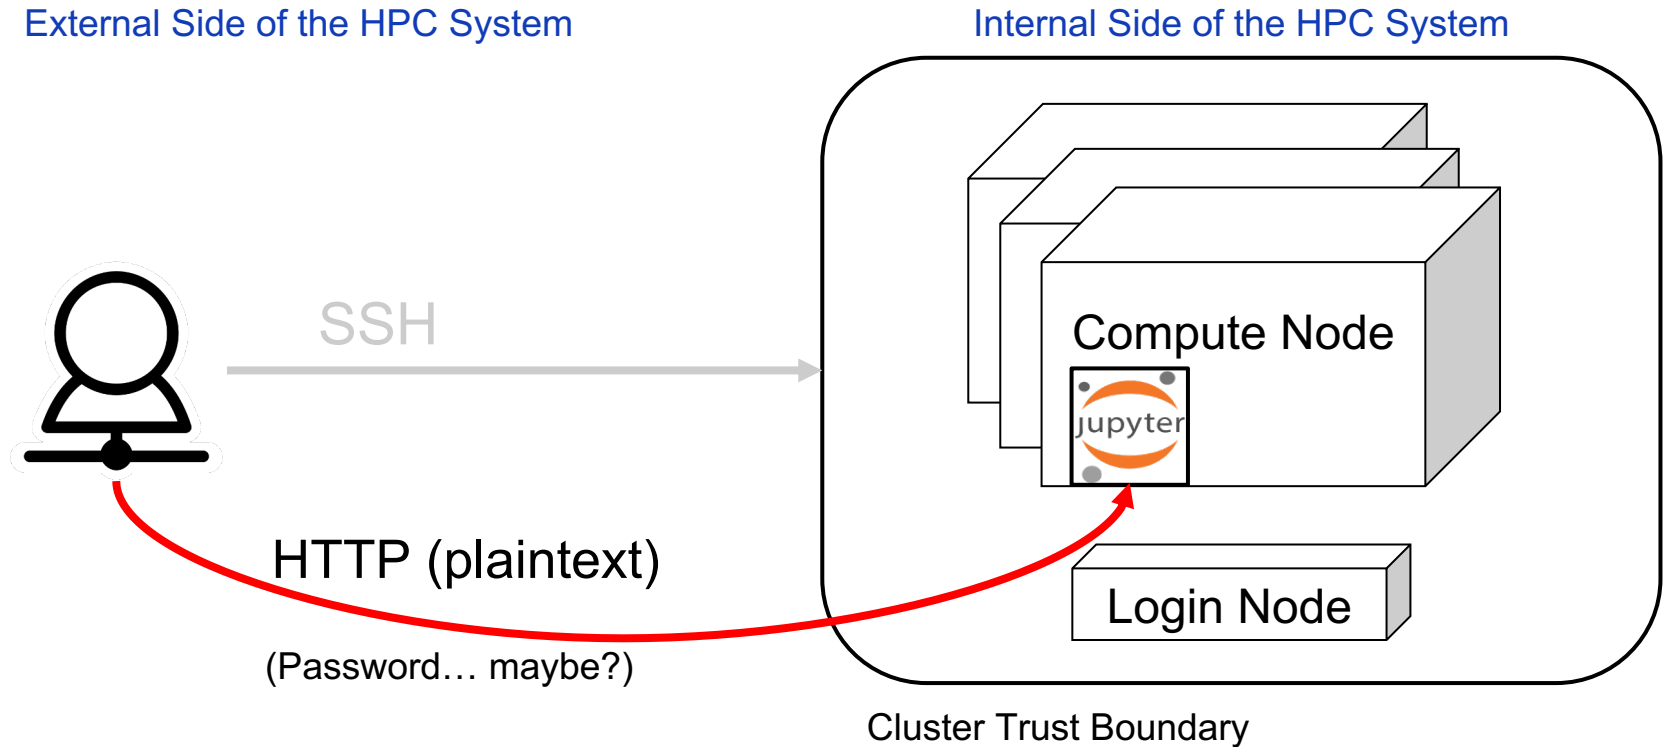 External Side of the HPC System
Internal Side of the HPC System
SSH
Compute Node
jupyter
HTTP (plaintext)
Login Node
(Password… maybe?)
Cluster Trust Boundary